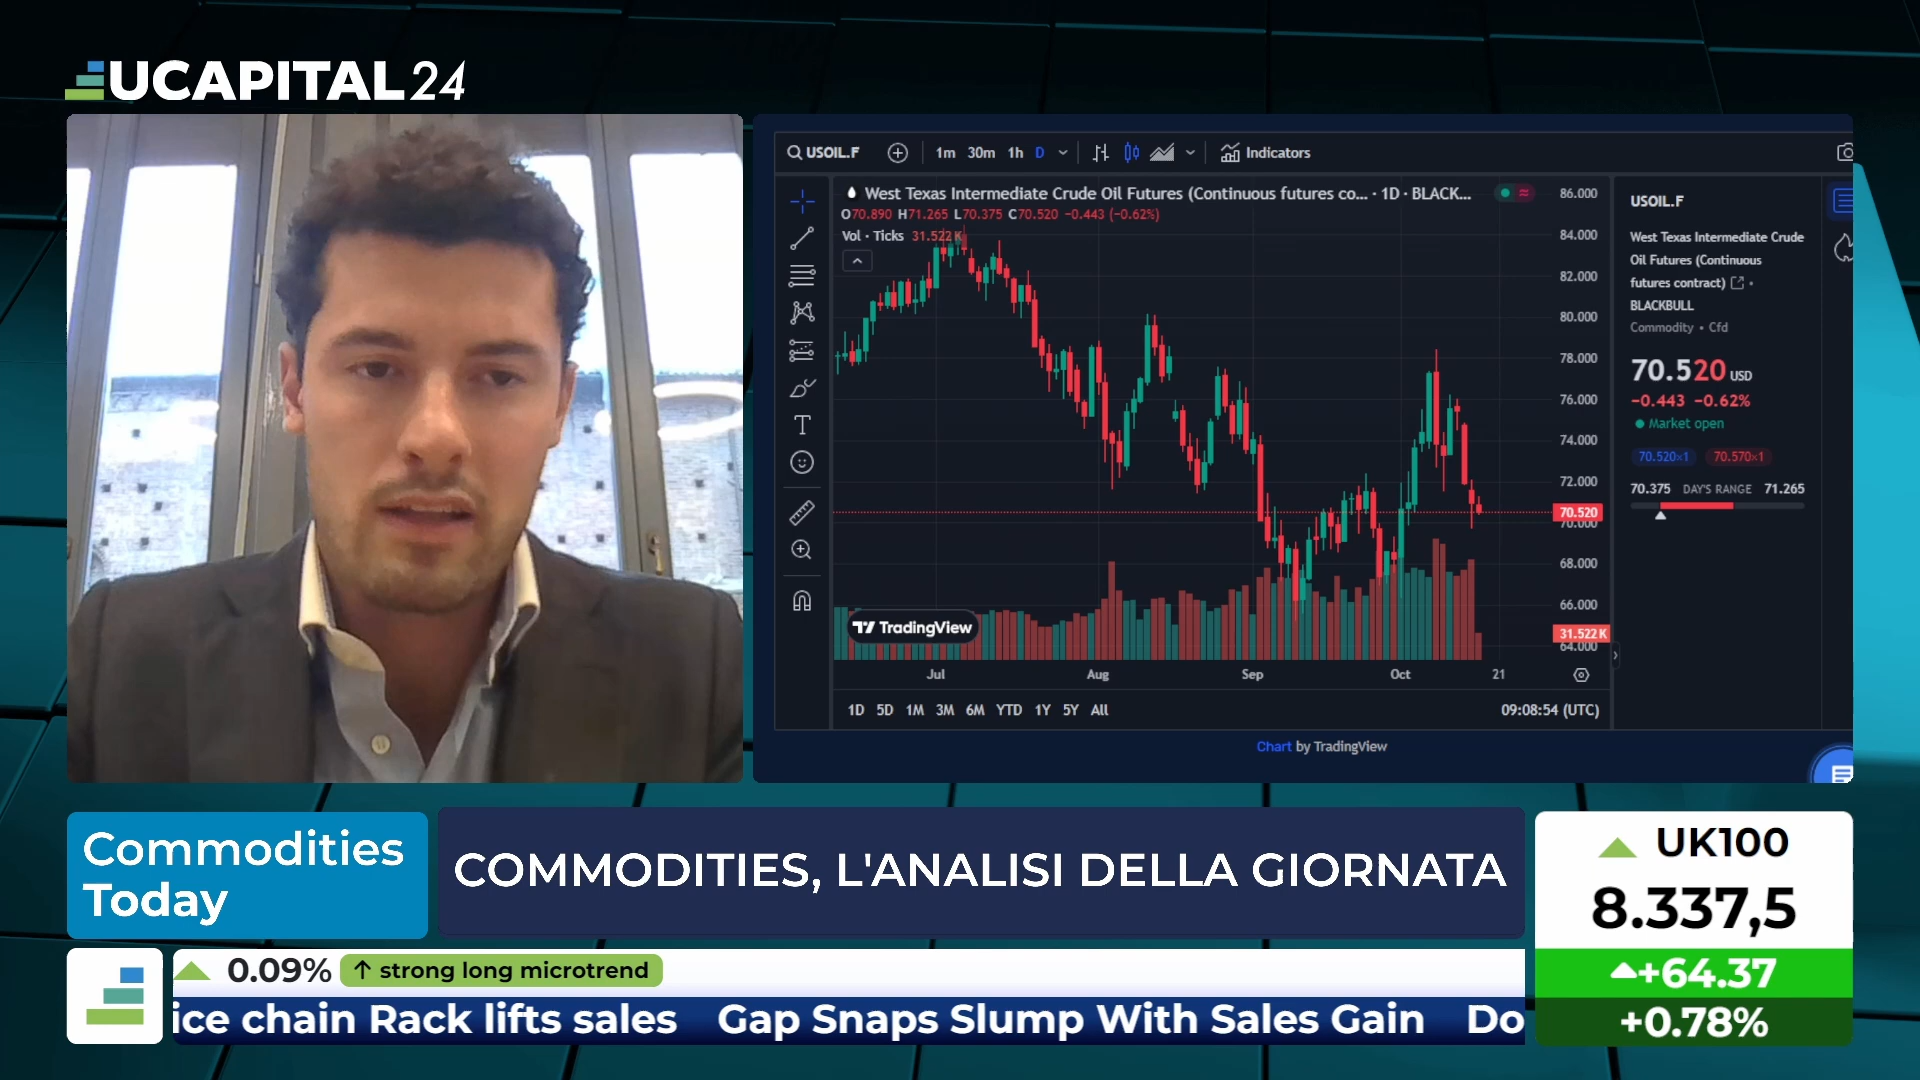 UCAPITAL24
USOIL.F
1m 30m 1h D
Indicators
West Texas Intermediate Crude Oil Futures (Continuous futures co... · 1D · BLACK...
O70.890 H71.265 L70.375 C70.520 −0.443 (−0.62%)
Vol · Ticks 31.522 K
86.000
84.000
82.000
80.000
78.000
76.000
74.000
72.000
70.520
70.000
68.000
66.000
31.522 K
64.000
TradingView
Jul Aug Sep Oct 21
1D 5D 1M 3M 6M YTD 1Y 5Y All
09:08:54 (UTC)
Chart by TradingView
USOIL.F
West Texas Intermediate Crude
Oil Futures (Continuous
futures contract) •
BLACKBULL
Commodity • Cfd
70.520 USD
−0.443 −0.62%
Market open
70.520×1 70.570×1
70.375 DAY'S RANGE 71.265
Commodities
Today
COMMODITIES, L'ANALISI DELLA GIORNATA
UK100
8.337,5
+64.37
+0.78%
0.09% ↑ strong long microtrend
ice chain Rack lifts sales Gap Snaps Slump With Sales Gain Do